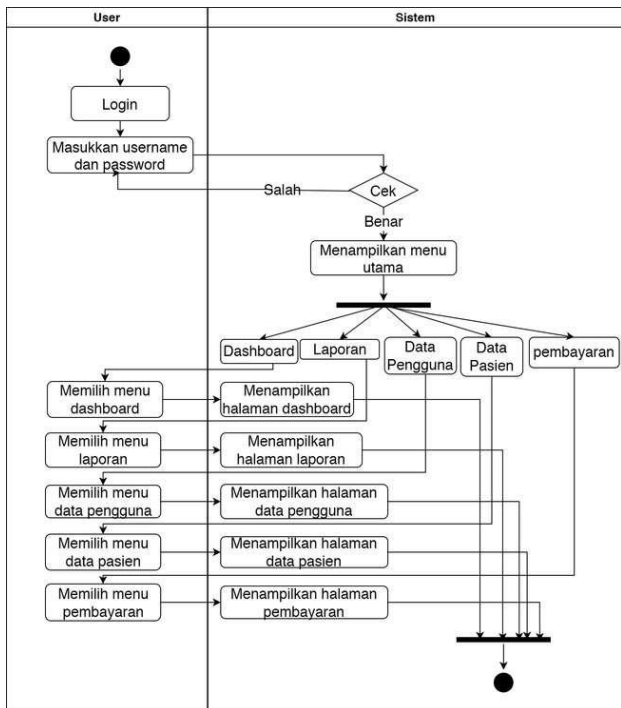 User
Sistem
Login
Masukkan username
dan password
Salah
Cek
Benar
Menampilkan menu
utama
Dashboard
Laporan
Data
Pengguna
Data
Pasien
pembayaran
Memilih menu
dashboard
Menampilkan
halaman dashboard
Memilih menu
laporan
Menampilkan
halaman laporan
Memilih menu
data pengguna
Menampilkan halaman
data pengguna
Memilih menu
data pasien
Menampilkan halaman
data pasien
Memilih menu
pembayaran
Menampilkan halaman
pembayaran